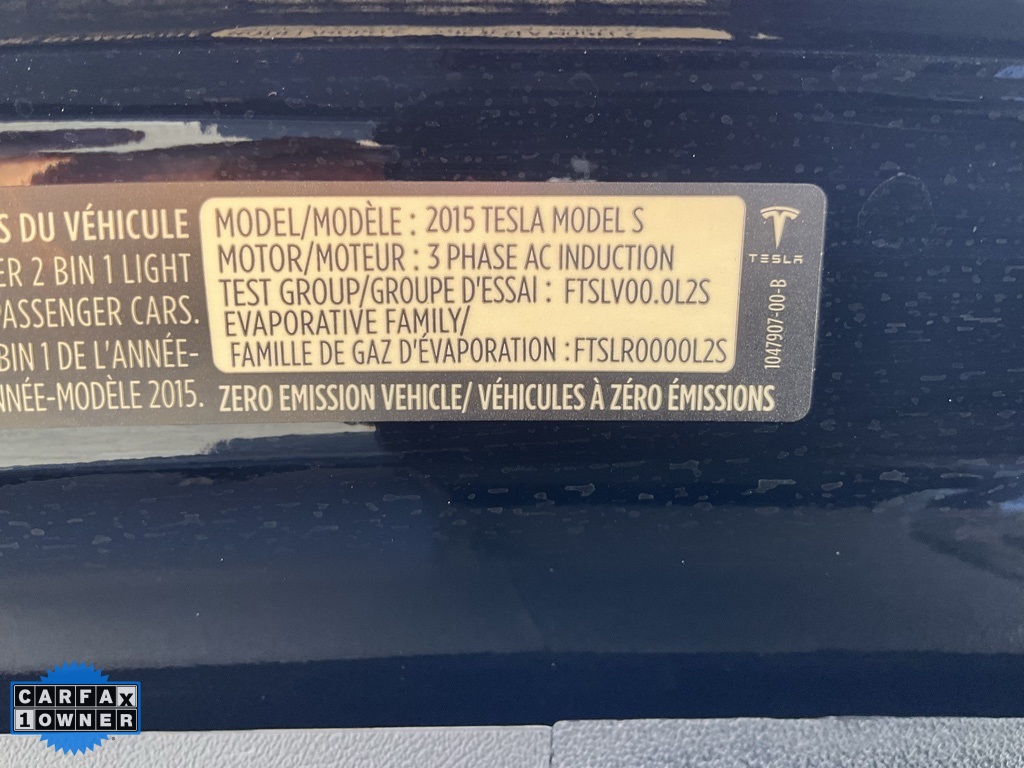 S DU VÉHICULE
ER 2 BIN 1 LIGHT
PASSENGER CARS.
BIN 1 DE L'ANNÉE-
NNÉE-MODÈLE 2015.
MODEL/MODÈLE : 2015 TESLA MODEL S
MOTOR/MOTEUR : 3 PHASE AC INDUCTION
TEST GROUP/GROUPE D'ESSAI : FTSLV00.0L2S
EVAPORATIVE FAMILY/
FAMILLE DE GAZ D'ÉVAPORATION :FTSLR0000L2S
ZERO EMISSION VEHICLE/ VÉHICULES À ZÉRO ÉMISSIONS
TESLA
1047907-00-B
CARFAX
1 OWNER